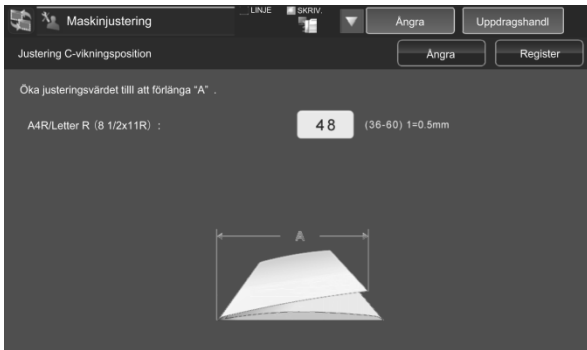 Maskinjustering
LINJE
SKRIV.
Ångra
Uppdragshandl
Justering C-vikningsposition
Ångra
Register
Öka justeringsvärdet tilll att förlänga “A” .
A4R/Letter R (8 1/2x11R) :
48
(36-60) 1=0.5mm
A